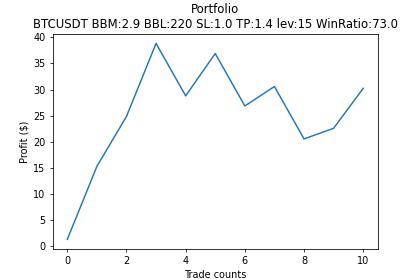 Portfolio
BTCUSDT BBM:2.9 BBL:220 SL:1.0 TP:1.4 lev:15 WinRatio:73.0
40
35
30
25
20
15
10
5
0
Profit ($)
0 2 4 6 8 10
Trade counts